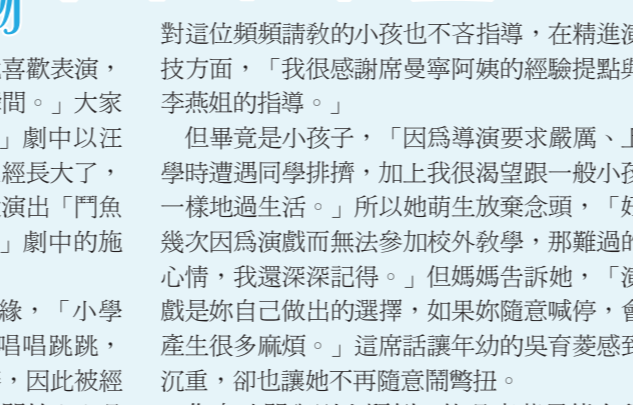 喜歡表演，
間。」大家
」劇中以汪
經長大了，
演出「鬥魚
」劇中的施
緣，「小學
唱唱跳跳，
，因此被經
對這位頻頻請教的小孩也不吝指導，在精進演
技方面，「我很感謝席曼寧阿姨的經驗提點與
李燕姐的指導。」
但畢竟是小孩子，「因為導演要求嚴厲、上
學時遭遇同學排擠，加上我很渴望跟一般小孩
一樣地過生活。」所以她萌生放棄念頭，「好
幾次因為演戲而無法參加校外教學，那難過的
心情，我還深深記得。」但媽媽告訴她，「演
戲是妳自己做出的選擇，如果妳隨意喊停，會
產生很多麻煩。」這席話讓年幼的吳育菱感到
沉重，卻也讓她不再隨意鬧彆扭。